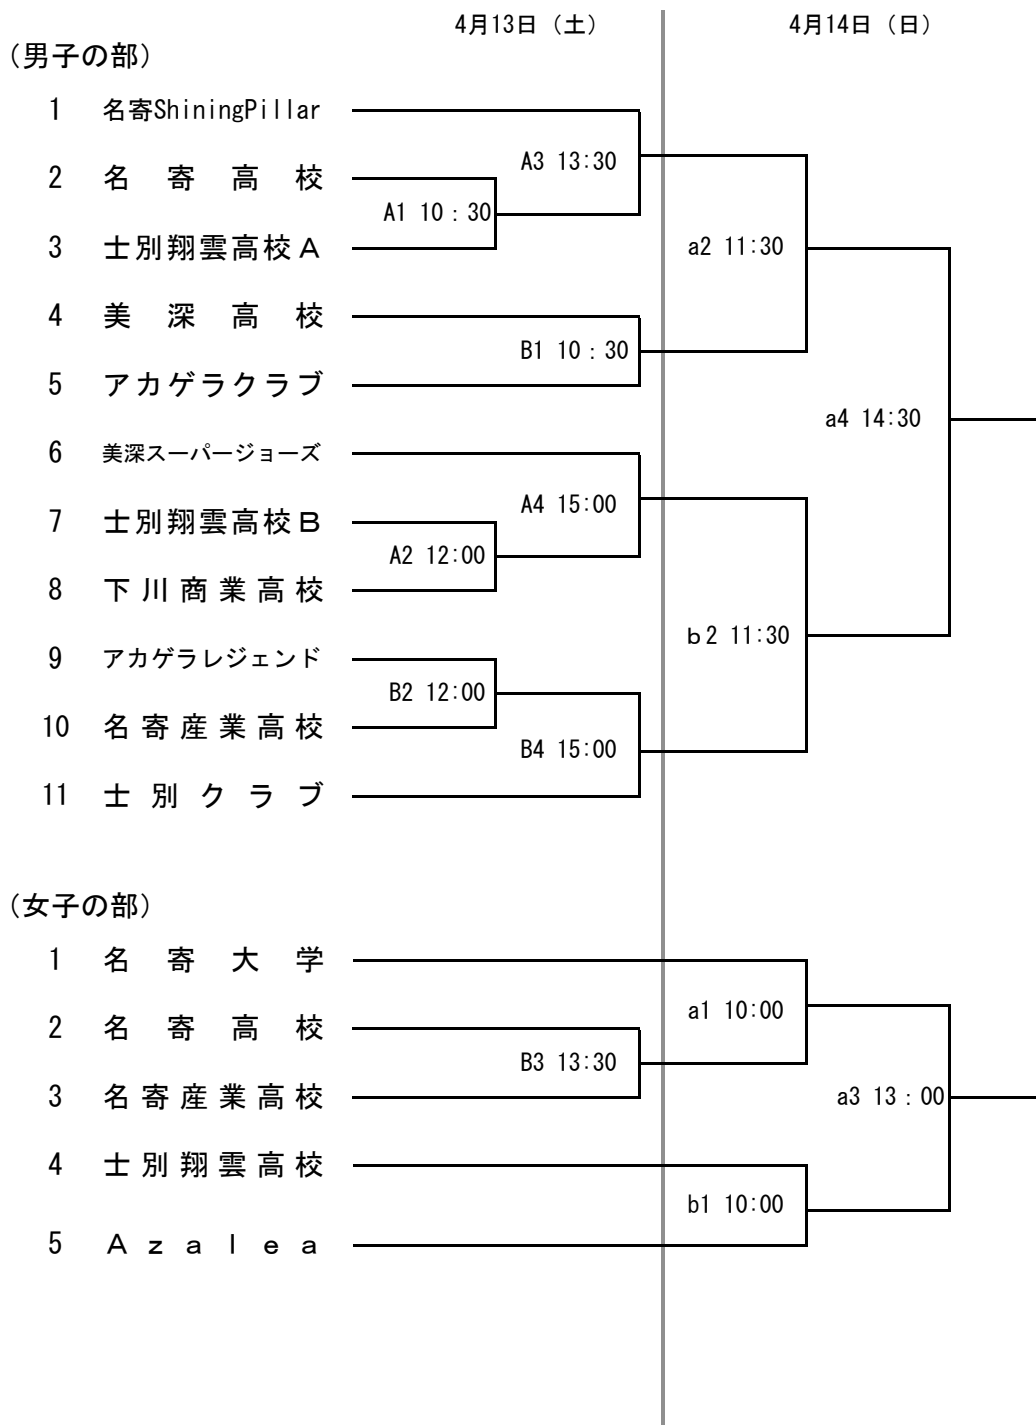 4月13日（土） 4月14日（日）
（男子の部）
1 名寄ShiningPillar
A3 13:30
2 名寄高校
A1 10：30
3 士別翔雲高校Ａ
a2 11:30
4 美深高校
B1 10：30
5 アカゲラクラブ
a4 14:30
6 美深スーパージョーズ
A4 15:00
7 士別翔雲高校Ｂ
A2 12:00
8 下川商業高校
ｂ2 11:30
9 アカゲラレジェンド
B2 12:00
10 名寄産業高校
B4 15:00
11 士別クラブ
（女子の部）
1 名寄大学
a1 10:00
2 名寄高校
B3 13:30
3 名寄産業高校
a3 13：00
4 士別翔雲高校
b1 10:00
5 Ａｚａｌｅａ